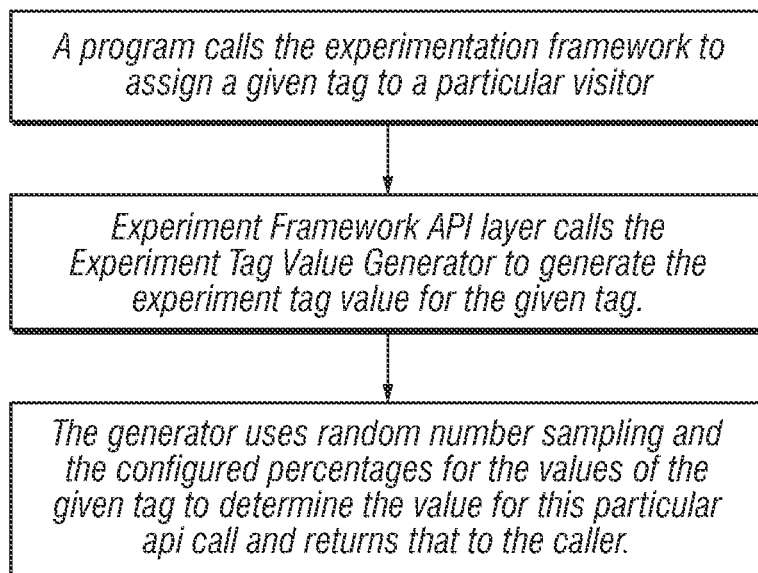 A program calls the experimentation framework to
assign a given tag to a particular visitor
Experiment Framework API layer calls the
Experiment Tag Value Generator to generate the
experiment tag value for the given tag.
The generator uses random number sampling and
the configured percentages for the values of the
given tag to determine the value for this particular
api call and returns that to the caller.